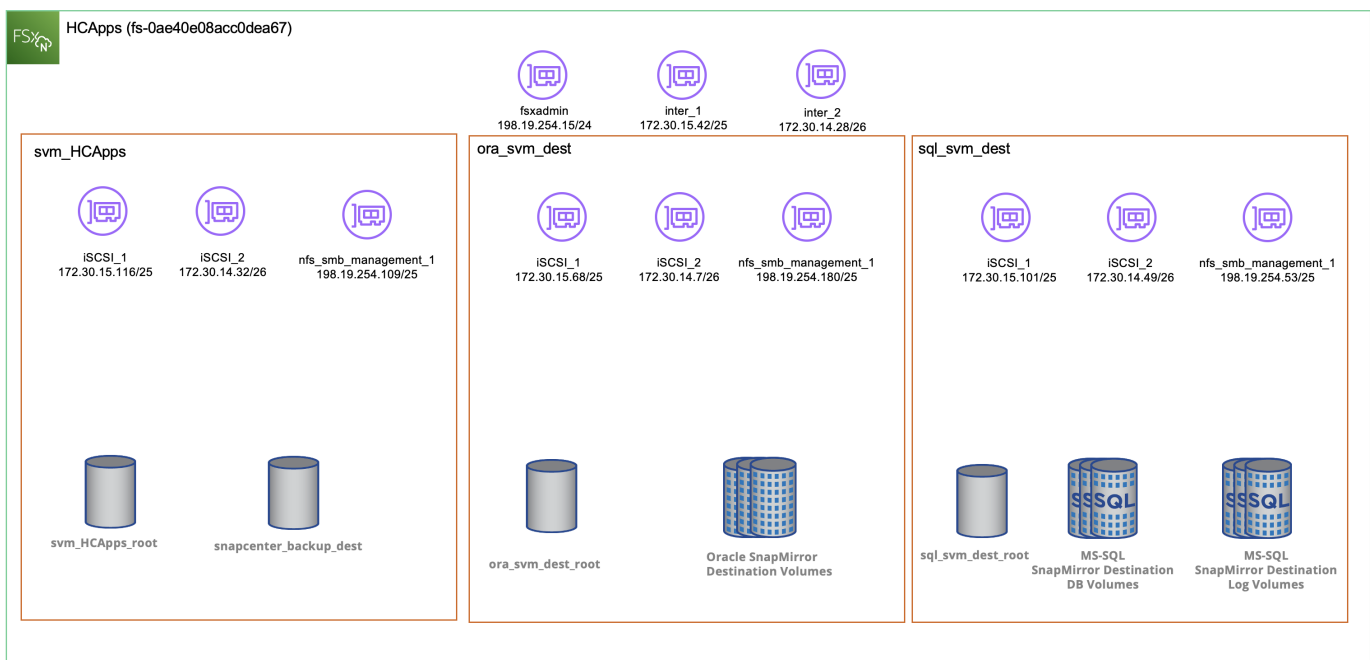 FSx
N
HCApps (fs-0ae40e08acc0dea67)
fsxadmin
198.19.254.15/24
inter_1
172.30.15.42/25
inter_2
172.30.14.28/26
svm_HCApps
iSCSI_1
172.30.15.116/25
iSCSI_2
172.30.14.32/26
nfs_smb_management_1
198.19.254.109/25
svm_HCApps_root
snapcenter_backup_dest
ora_svm_dest
iSCSI_1
172.30.15.68/25
iSCSI_2
172.30.14.7/26
nfs_smb_management_1
198.19.254.180/25
ora_svm_dest_root
Oracle SnapMirror
Destination Volumes
sql_svm_dest
iSCSI_1
172.30.15.101/25
iSCSI_2
172.30.14.49/26
nfs_smb_management_1
198.19.254.53/25
sql_svm_dest_root
S
S
SQL
MS-SQL
SnapMirror Destination
DB Volumes
S
S
SQL
MS-SQL
SnapMirror Destination
Log Volumes